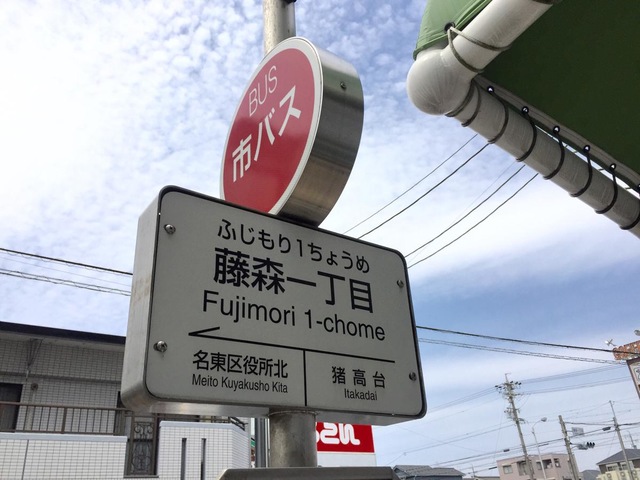 BUS
市バス
ふじもり1ちょうめ
藤森一丁目
Fujimori 1-chome
名東区役所北
Meito Kuyakusho Kita
猪高台
Itakadai